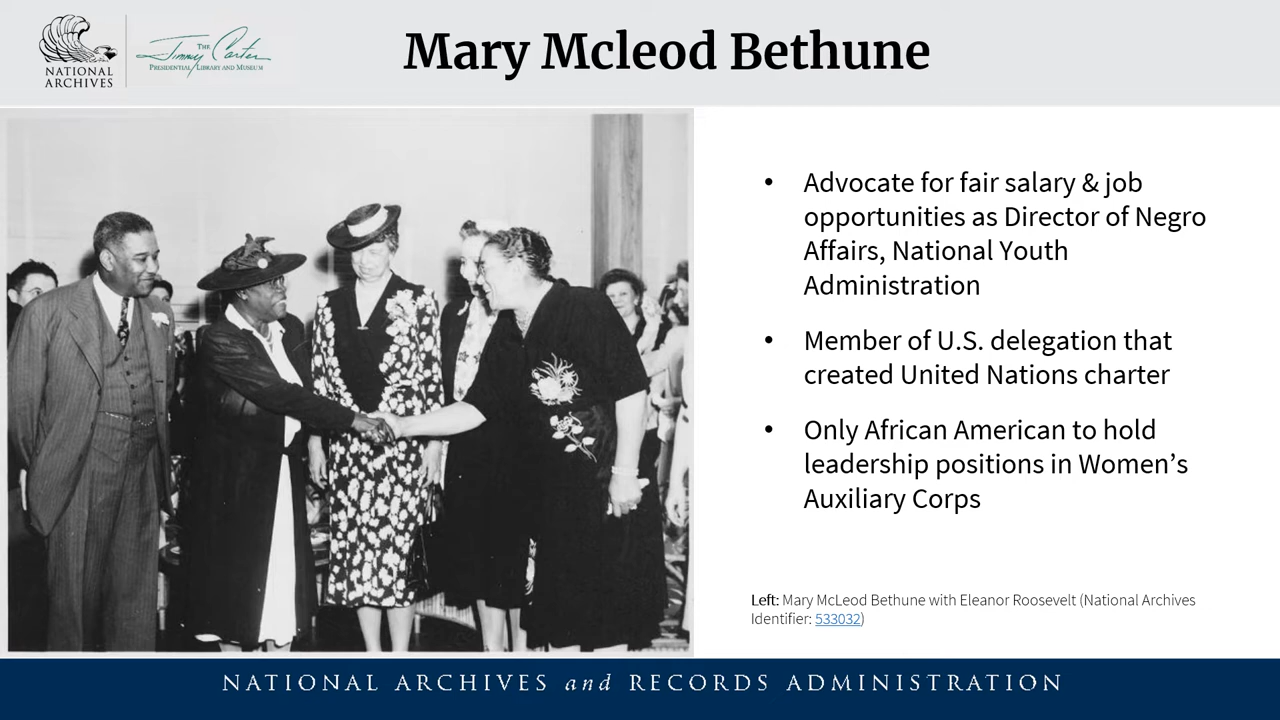 NATIONAL
ARCHIVES
THE
Jimmy Carter
PRESIDENTIAL LIBRARY AND MUSEUM
Mary Mcleod Bethune
• Advocate for fair salary & job
opportunities as Director of Negro
Affairs, National Youth
Administration
• Member of U.S. delegation that
created United Nations charter
• Only African American to hold
leadership positions in Women’s
Auxiliary Corps
Left: Mary McLeod Bethune with Eleanor Roosevelt (National Archives
Identifier: 533032)
NATIONAL ARCHIVES and RECORDS ADMINISTRATION